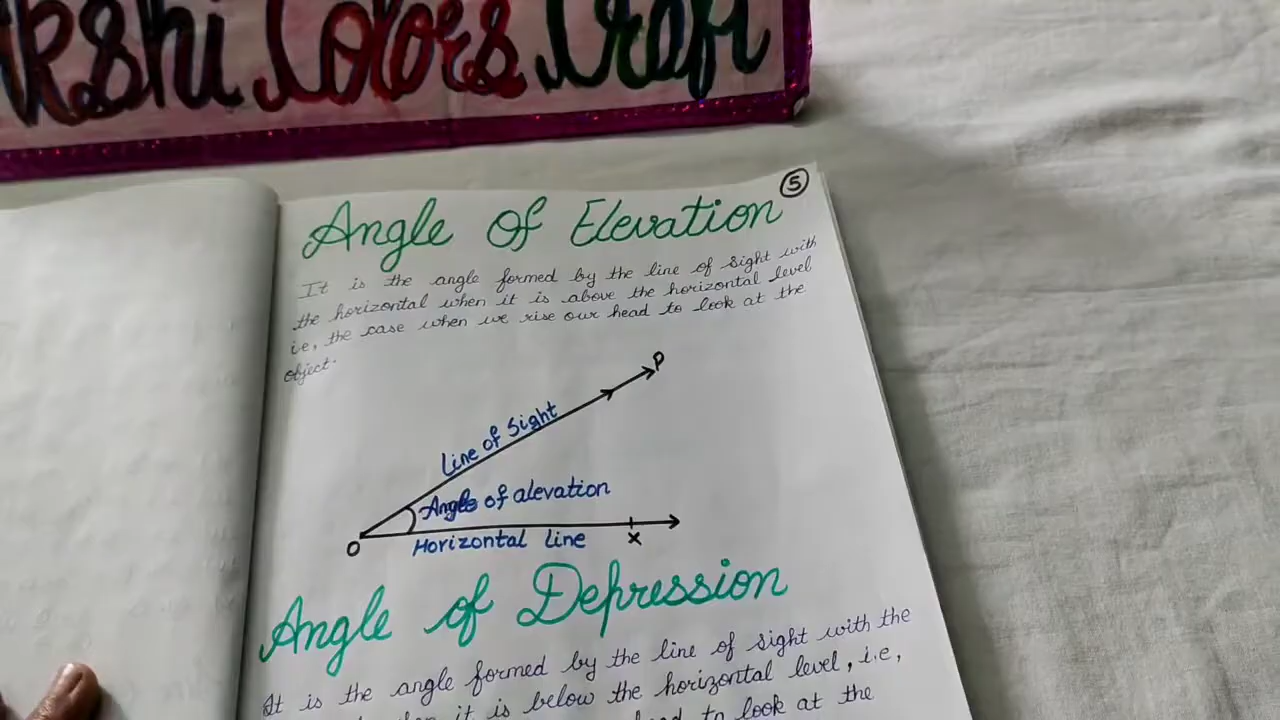 kshi Colors Craft
5
Angle Of Elevation
It is the angle formed by the line of sight with
the horizontal when it is above the horizontal level
i.e, the case when we rise our head to look at the
object.
P
Line of Sight
Angle of alevation
O
Horizontal line
x
Angle of Depression
It is the angle formed by the line of sight with the
it is below the horizontal level, i.e,
to look at the